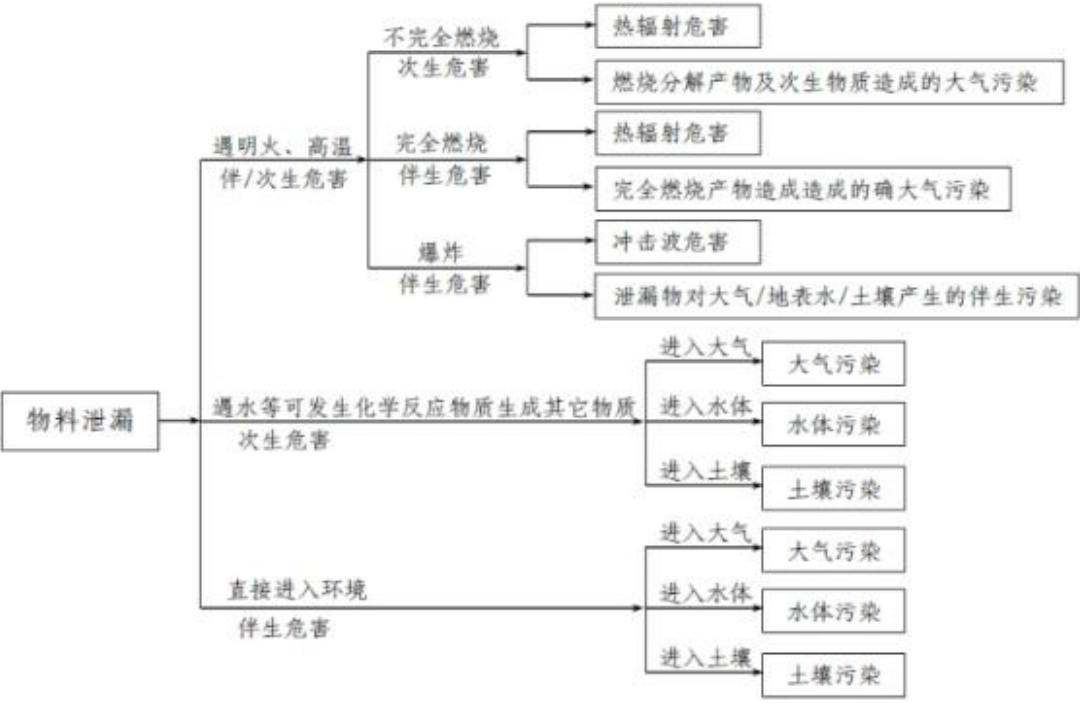 不完全燃烧
次生危害
热辐射危害
燃烧分解产物及次生物质造成的大气污染
遇明火、高温
伴/次生危害
完全燃烧
伴生危害
热辐射危害
完全燃烧产物造成造成的确大气污染
爆炸
伴生危害
冲击波危害
泄漏物对大气/地表水/土壤产生的伴生污染
物料泄漏
遇水等可发生化学反应物质生成其它物质
次生危害
进入大气
大气污染
进入水体
水体污染
进入土壤
土壤污染
直接进入环境
伴生危害
进入大气
大气污染
进入水体
水体污染
进入土壤
土壤污染